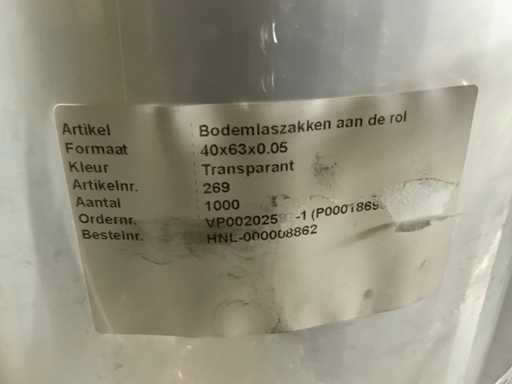 Artikel : Bodemlaszakken aan de rol
Formaat : 40x63x0.05
Kleur : Transparant
Artikelnr. : 269
Aantal : 1000
Ordernr. :
Bestelnr. : HNL-000008862